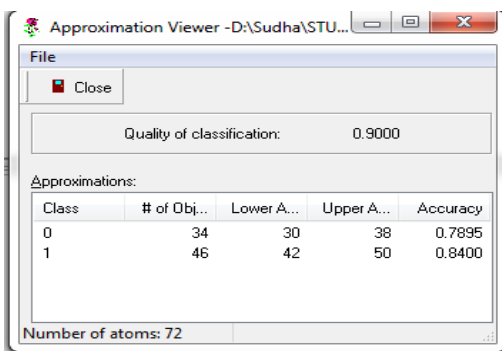 Approximation Viewer -D:\Sudha\STU...
File
Close
Quality of classification: 0.9000
Approximations:
Class # of Obj... Lower A... Upper A... Accuracy
0 34 30 38 0.7895
1 46 42 50 0.8400
Number of atoms: 72